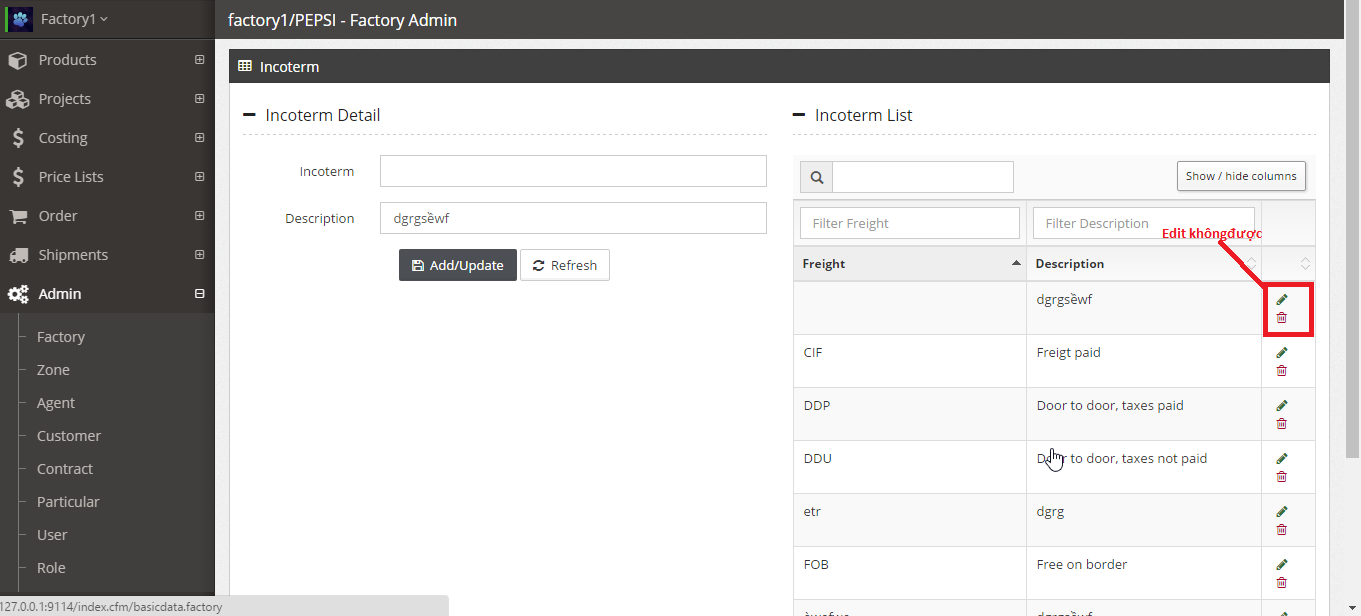 Factory1
factory1/PEPSI - Factory Admin
Products
Projects
Costing
Price Lists
Order
Shipments
Admin
Factory
Zone
Agent
Customer
Contract
Particular
User
Role
127.0.0.1:9114/index.cfm/basicdata.factory
Incoterm
Incoterm Detail
Incoterm
Description dgrgsềwf
Add/Update Refresh
Incoterm List
Show / hide columns
Filter Freight Filter Description
Edit khôngđược
Freight Description
dgrgsềwf
CIF Freigt paid
DDP Door to door, taxes paid
DDU Door to door, taxes not paid
etr dgrg
FOB Free on border